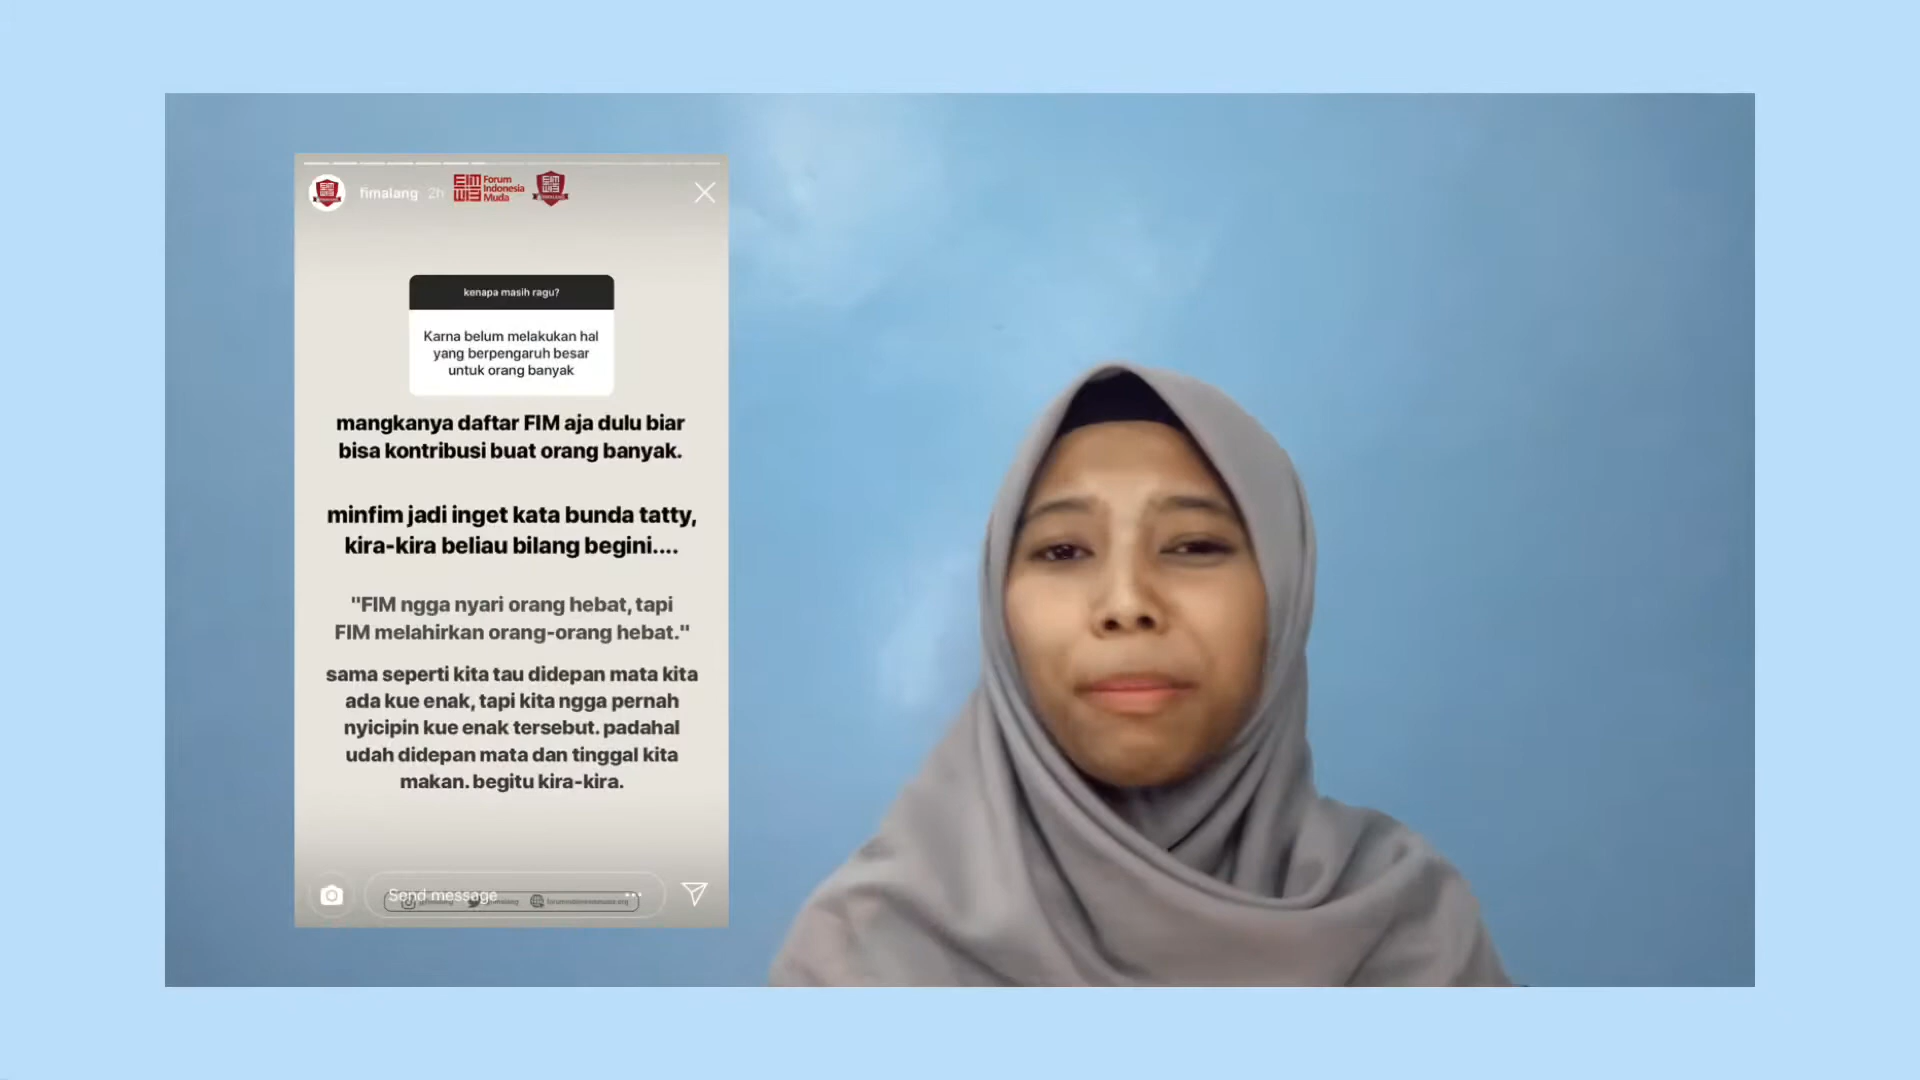 fimalang 2h
Forum
Indonesia
Muda
kenapa masih ragu?
Karna belum melakukan hal
yang berpengaruh besar
untuk orang banyak
mangkanya daftar FIM aja dulu biar
bisa kontribusi buat orang banyak.
minfim jadi inget kata bunda tatty,
kira-kira beliau bilang begini....
"FIM ngga nyari orang hebat, tapi
FIM melahirkan orang-orang hebat."
sama seperti kita tau didepan mata kita
ada kue enak, tapi kita ngga pernah
nyicipin kue enak tersebut. padahal
udah didepan mata dan tinggal kita
makan. begitu kira-kira.
Send message